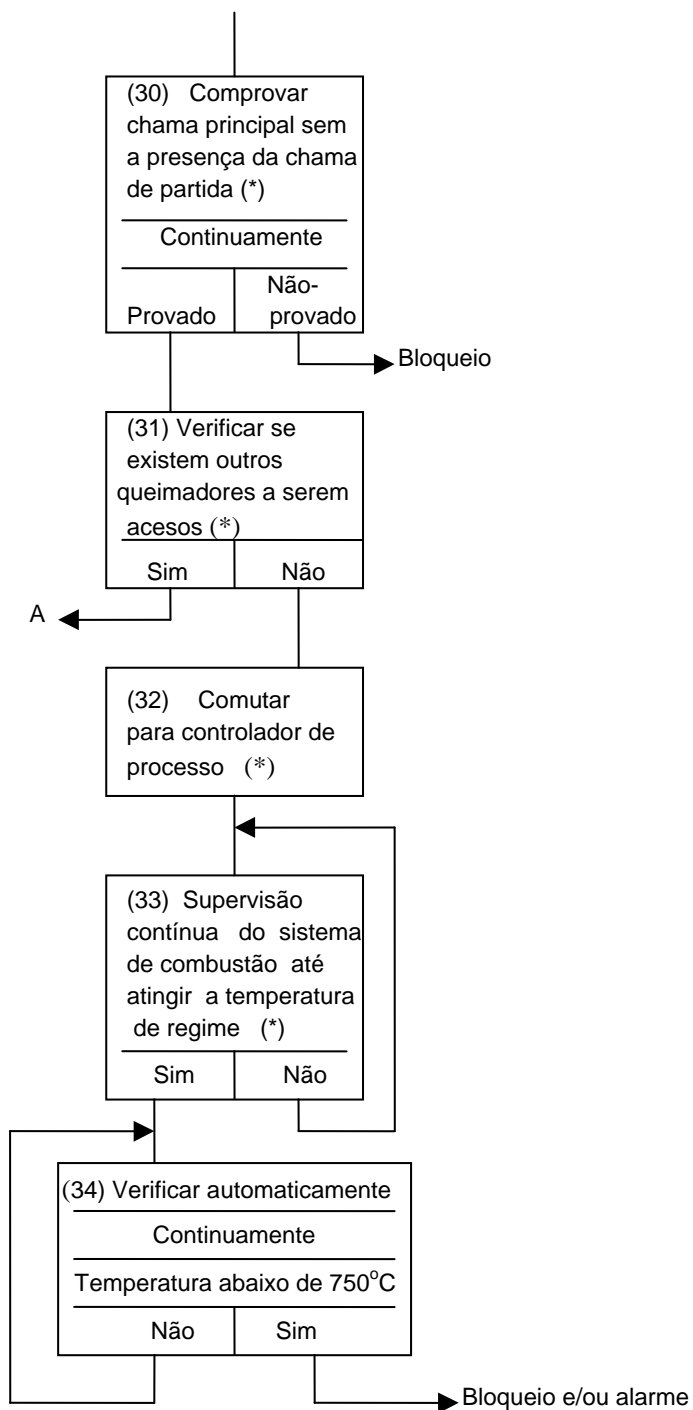 (30) Comprovar
chama principal sem
a presença da chama
de partida (*)
Continuamente
Não-
Provado provado
Bloqueio
(31) Verificar se
existem outros
queimadores a serem
acesos (*)
Sim Não
A
(32) Comutar
para controlador de
processo (*)
(33) Supervisão
contínua do sistema
de combustão até
atingir a temperatura
de regime (*)
Sim Não
(34) Verificar automaticamente
Continuamente
Temperatura abaixo de 750°C
Não Sim
Bloqueio e/ou alarme